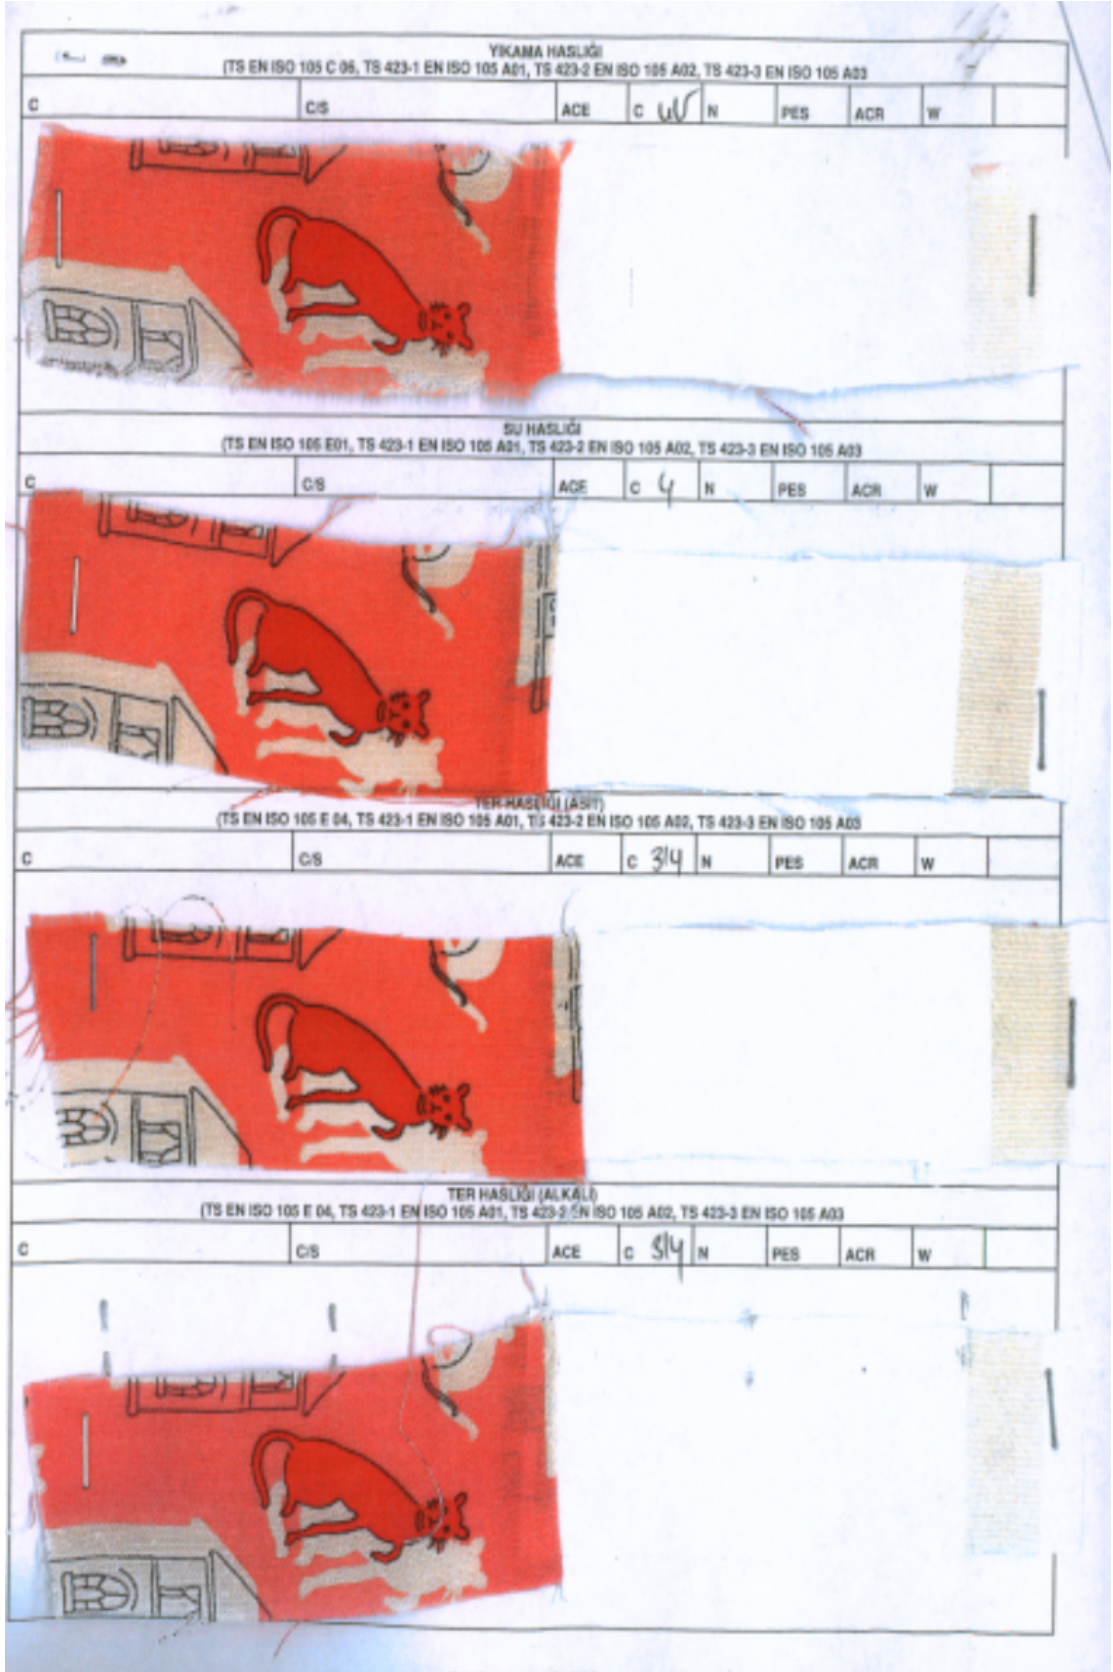 YIKAMA HASLIĞI
(TS EN ISO 105 C 06, TS 423-1 EN ISO 105 A01, TS 423-2 EN ISO 105 A02, TS 423-3 EN ISO 105 A03
C C/S ACE C N PES ACR W
SU HASLIĞI
(TS EN ISO 105 E01, TS 423-1 EN ISO 105 A01, TS 423-2 EN ISO 105 A02, TS 423-3 EN ISO 105 A03
C C/S ACE C 4 N PES ACR W
TER HASLIĞI (ASİT)
(TS EN ISO 105 E 04, TS 423-1 EN ISO 105 A01, TS 423-2 EN ISO 105 A02, TS 423-3 EN ISO 105 A03
C C/S ACE C 3/4 N PES ACR W
TER HASLIĞI (ALKALİ)
(TS EN ISO 105 E 04, TS 423-1 EN ISO 105 A01, TS 423-2 EN ISO 105 A02, TS 423-3 EN ISO 105 A03
C C/S ACE C 3/4 N PES ACR W